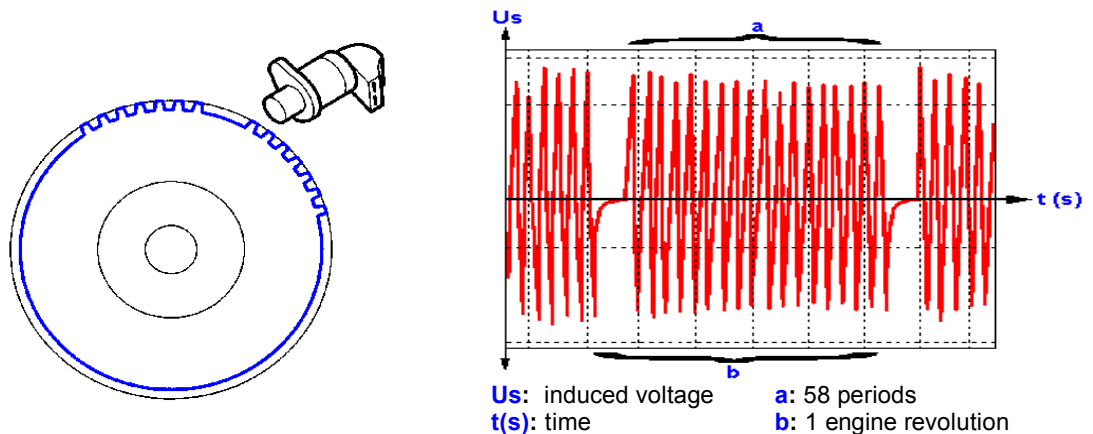 Us
a
t (s)
b
Us: induced voltage a: 58 periods
t(s): time b: 1 engine revolution